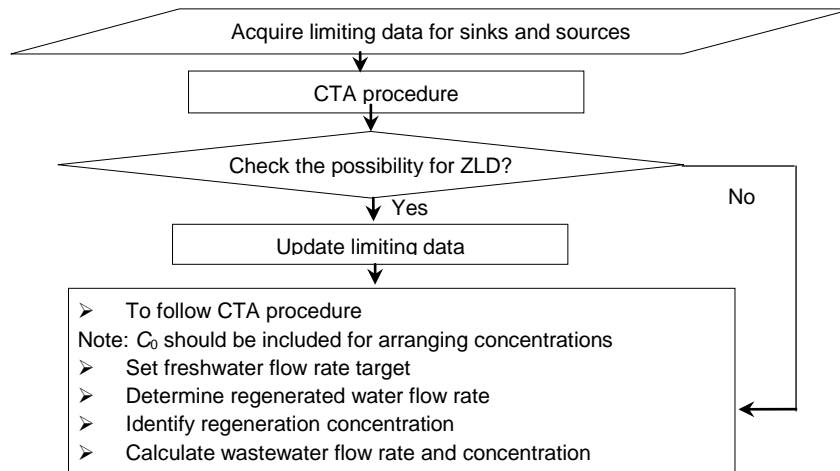 Acquire limiting data for sinks and sources
CTA procedure
Check the possibility for ZLD?
No
Yes
Update limiting data
➢ To follow CTA procedure
Note: C₀ should be included for arranging concentrations
➢ Set freshwater flow rate target
➢ Determine regenerated water flow rate
➢ Identify regeneration concentration
➢ Calculate wastewater flow rate and concentration